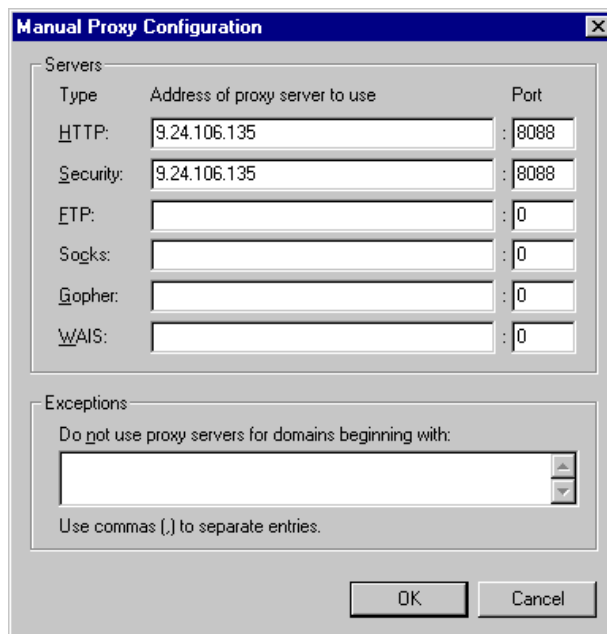 Manual Proxy Configuration
Servers
Type Address of proxy server to use Port
HTTP: 9.24.106.135 : 8088
Security: 9.24.106.135 : 8088
FTP: : 0
Socks: : 0
Gopher: : 0
WAIS: : 0
Exceptions
Do not use proxy servers for domains beginning with:
Use commas (,) to separate entries.
OK Cancel